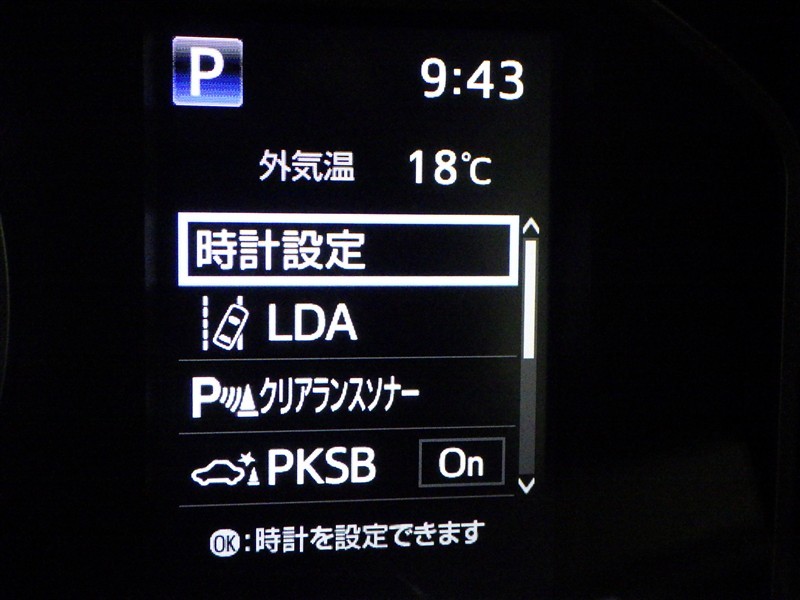 P 9:43
外気温 18℃
時計設定
LDA
Pクリアランスソナー
PKSB On
OK:時計を設定できます